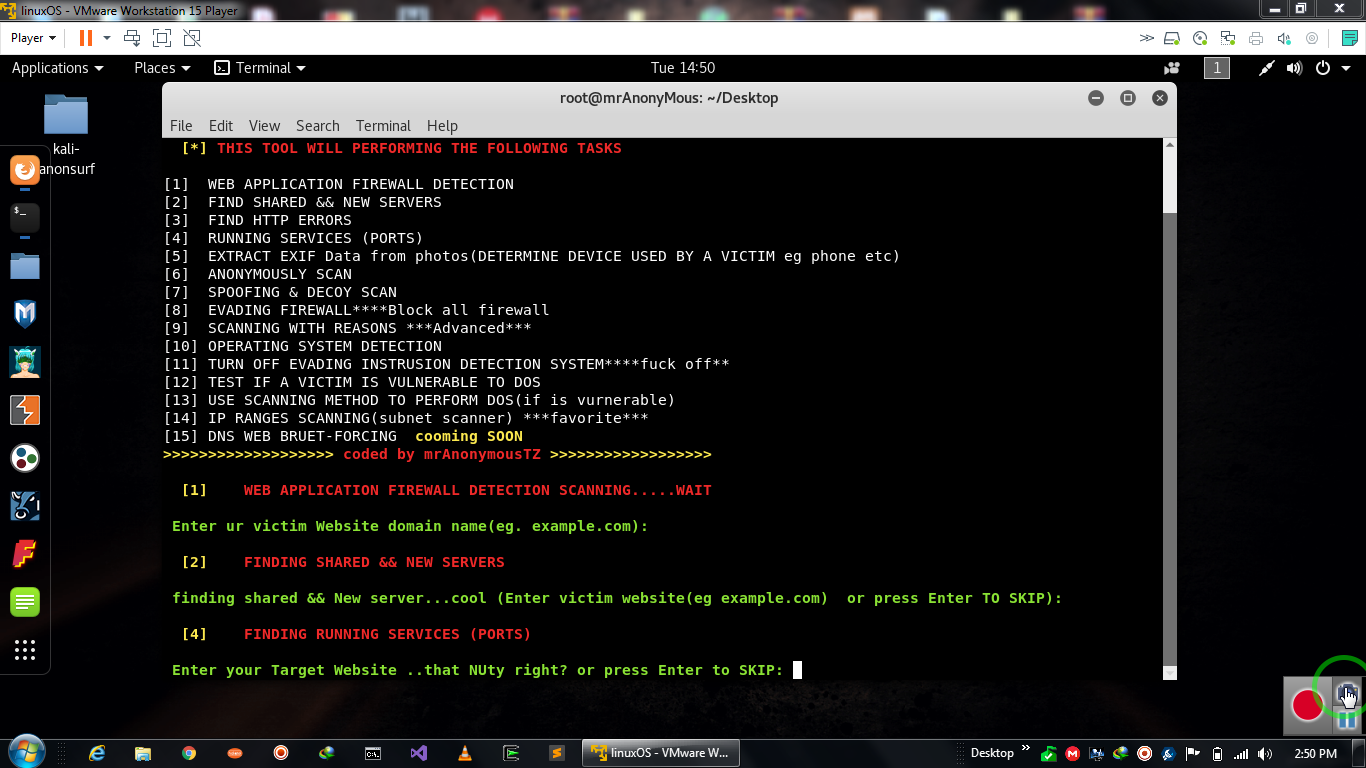 linuxOS - VMware Workstation 15 Player
Player
Applications Places Terminal Tue 14:50 1
kali-
anonsurf
root@mrAnonyMous: ~/Desktop
File Edit View Search Terminal Help
[*] THIS TOOL WILL PERFORMING THE FOLLOWING TASKS
[1] WEB APPLICATION FIREWALL DETECTION
[2] FIND SHARED && NEW SERVERS
[3] FIND HTTP ERRORS
[4] RUNNING SERVICES (PORTS)
[5] EXTRACT EXIF Data from photos(DETERMINE DEVICE USED BY A VICTIM eg phone etc)
[6] ANONYMOUSLY SCAN
[7] SPOOFING & DECOY SCAN
[8] EVADING FIREWALL****Block all firewall
[9] SCANNING WITH REASONS ***Advanced***
[10] OPERATING SYSTEM DETECTION
[11] TURN OFF EVADING INSTRUSION DETECTION SYSTEM****fuck off**
[12] TEST IF A VICTIM IS VULNERABLE TO DOS
[13] USE SCANNING METHOD TO PERFORM DOS(if is vurnerable)
[14] IP RANGES SCANNING(subnet scanner) ***favorite***
[15] DNS WEB BRUET-FORCING cooming SOON
>>>>>>>>>>>>>>>>>>> coded by mrAnonymousTZ >>>>>>>>>>>>>>>>>>
[1] WEB APPLICATION FIREWALL DETECTION SCANNING.....WAIT
Enter ur victim Website domain name(eg. example.com):
[2] FINDING SHARED && NEW SERVERS
finding shared && New server...cool (Enter victim website(eg example.com) or press Enter TO SKIP):
[4] FINDING RUNNING SERVICES (PORTS)
Enter your Target Website ..that NUty right? or press Enter to SKIP:
linuxOS - VMware W...
Desktop
2:50 PM